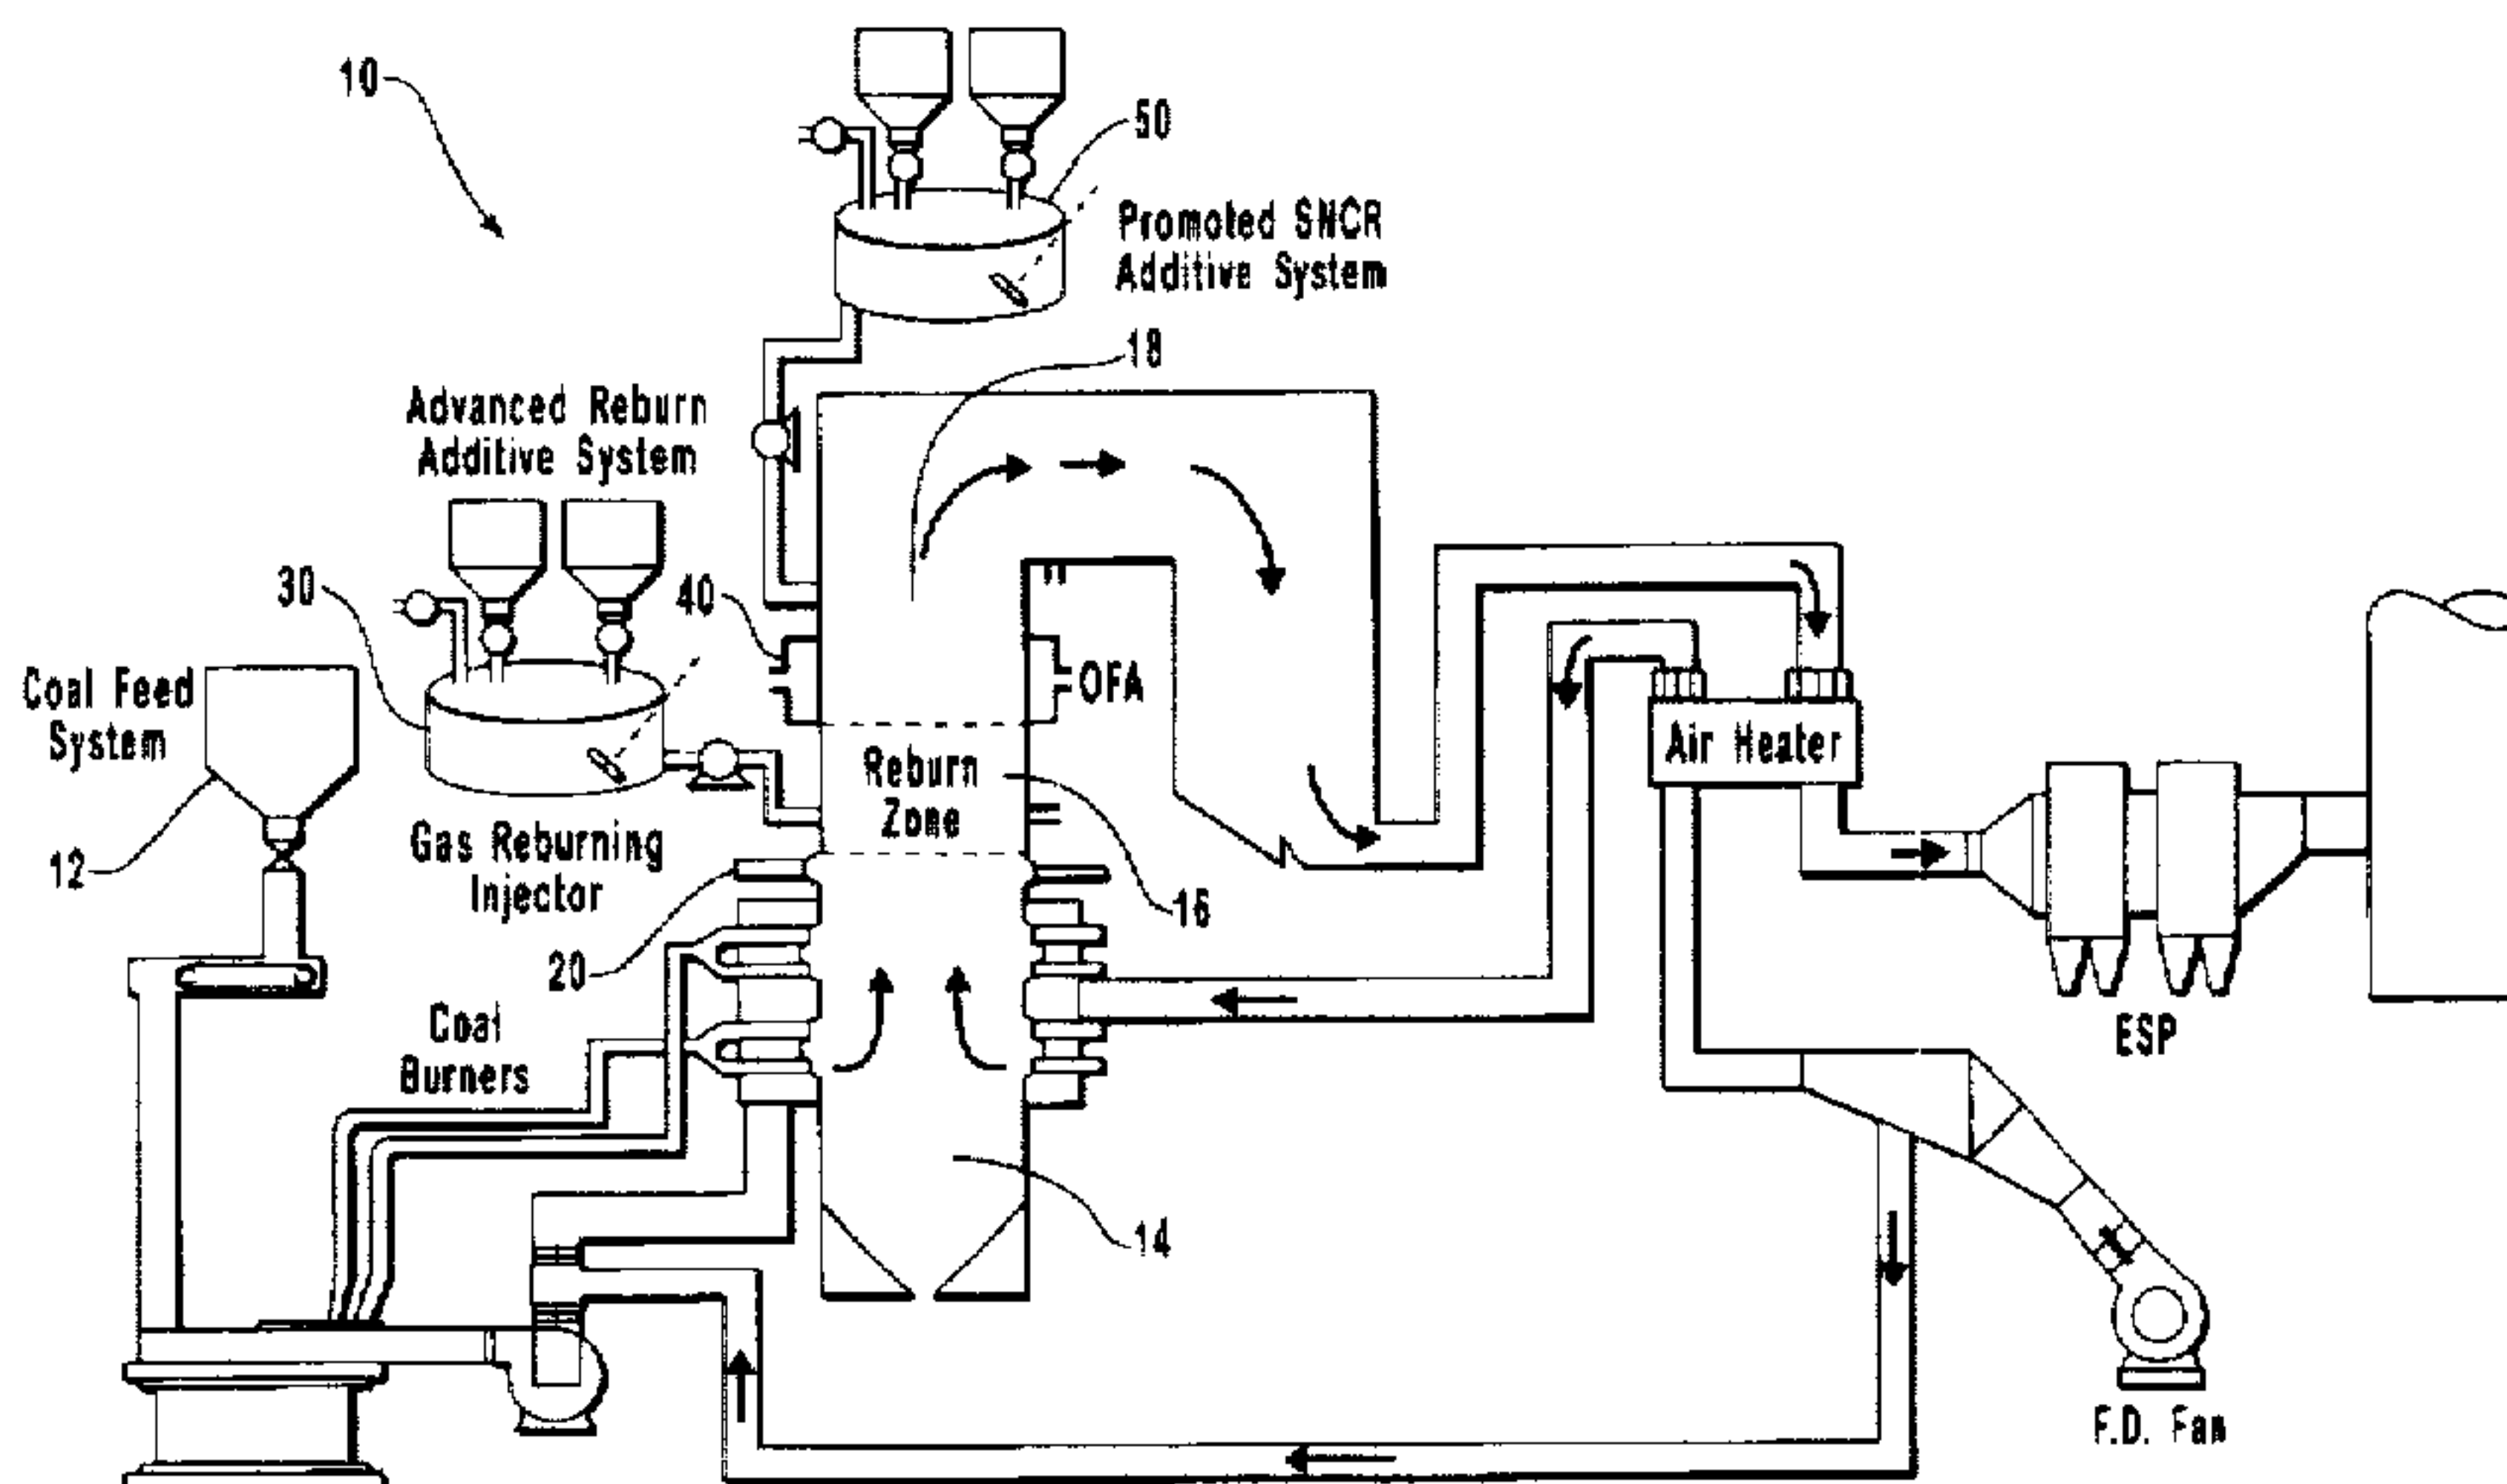 10
50
Promoted SNCR
Additive System
18
Advanced Reburn
Additive System
30
40
Coal Feed
System
OFA
Air Heater
Reburn
Zone
12
Gas Reburning
Injector
16
20
Coal
Burners
ESP
14
F.D. Fan